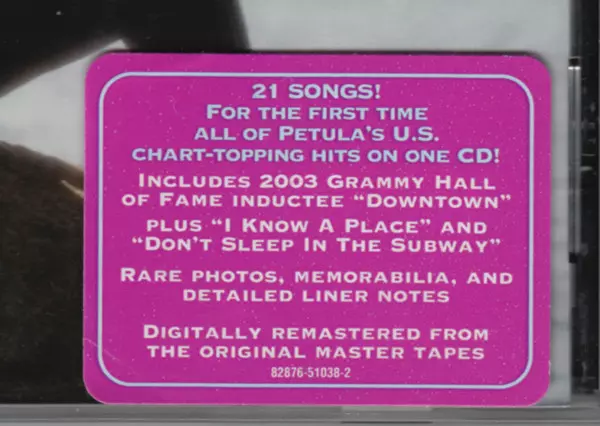 21 SONGS!
FOR THE FIRST TIME
ALL OF PETULA'S U.S.
CHART-TOPPING HITS ON ONE CD!
INCLUDES 2003 GRAMMY HALL
OF FAME INDUCTEE “DOWNTOWN”
PLUS “I KNOW A PLACE” AND
“DON'T SLEEP IN THE SUBWAY”
RARE PHOTOS, MEMORABILIA, AND
DETAILED LINER NOTES
DIGITALLY REMASTERED FROM
THE ORIGINAL MASTER TAPES
82876-51038-2